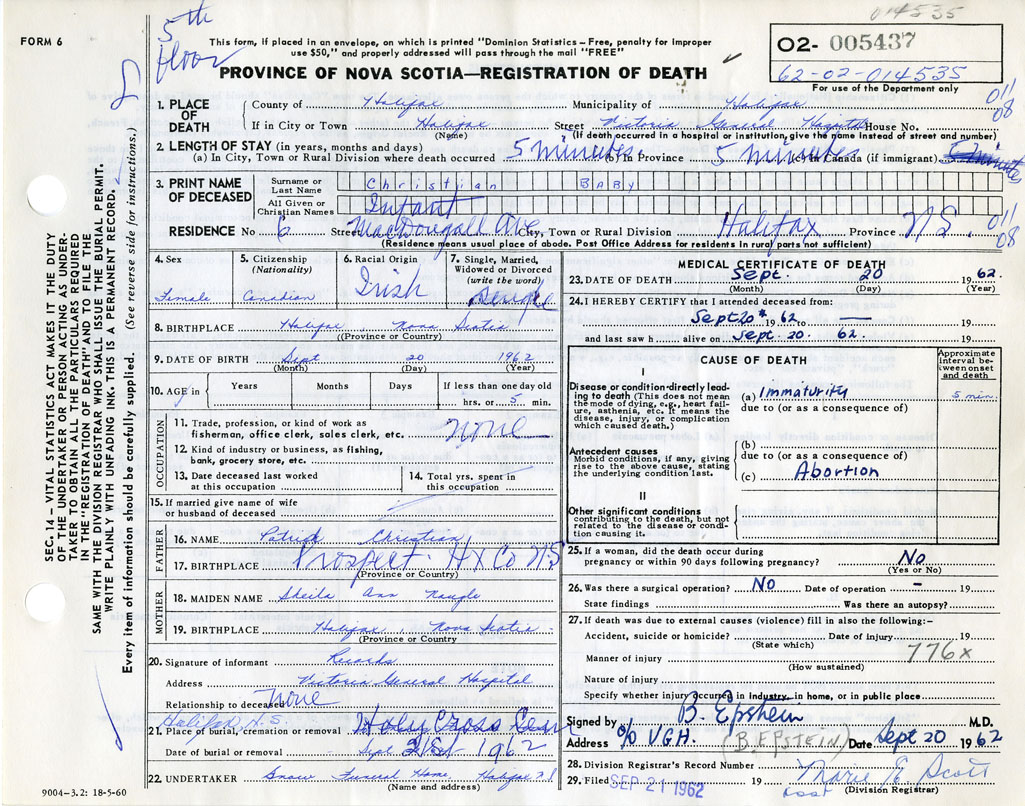 014535
5th floor
FORM 6
This form, if placed in an envelope, on which is printed "Dominion Statistics – Free, penalty for improper
use $50," and properly addressed will pass through the mail "FREE"
02- 005437
62-02-014535
For use of the Department only
PROVINCE OF NOVA SCOTIA—REGISTRATION OF DEATH
1. PLACE OF DEATH
County of Halifax Municipality of Halifax
011
08
If in City or Town Halifax Street Victoria General Hospital House No.
(Name) (If death occurred in a hospital or institution, give the name instead of street and number)
2. LENGTH OF STAY (in years, months and days)
(a) In City, Town or Rural Division where death occurred 5 minutes (b) In Province 5 minutes (c) In Canada (if immigrant)
3. PRINT NAME OF DECEASED
Surname or Last Name Christian BABY
All Given or Christian Names Infant
RESIDENCE No 6 Street MacDougall Ave City, Town or Rural Division Halifax Province N.S.
011
08
(Residence means usual place of abode. Post Office Address for residents in rural parts not sufficient)
4. Sex
Female
5. Citizenship
(Nationality)
Canadian
6. Racial Origin
Irish
7. Single, Married,
Widowed or Divorced
(write the word)
Single
8. BIRTHPLACE Halifax, Nova Scotia
(Province or Country)
9. DATE OF BIRTH Sept 20 1962
(Month) (Day) (Year)
10. AGE in
Years Months Days If less than one day old
hrs. or 5 min.
OCCUPATION
11. Trade, profession, or kind of work as
fisherman, office clerk, sales clerk, etc. none
12. Kind of industry or business, as fishing,
bank, grocery store, etc.
13. Date deceased last worked
at this occupation
14. Total yrs. spent in
this occupation
15. If married give name of wife
or husband of deceased
FATHER
16. NAME Patrick Christian
17. BIRTHPLACE Prospect Hx Co N.S
(Province or Country)
MOTHER
18. MAIDEN NAME Sheila Ann Naugle
19. BIRTHPLACE Halifax, Nova Scotia
(Province or Country
20. Signature of informant Records
Address Victoria General Hospital
Relationship to deceased None
Halifax N.S.
21. Place of burial, cremation or removal Holy Cross Cem
Date of burial or removal Sept 21st 1962
22. UNDERTAKER Snow Funeral Home, Halifax N.S
(Name and address)
9004-3.2: 18-5-60
MEDICAL CERTIFICATE OF DEATH
23. DATE OF DEATH Sept. 20 1962.
(Month) (Day) (Year)
24. I HEREBY CERTIFY that I attended deceased from:
Sept 20th 1962 to — 19
and last saw h alive on Sept. 20. 62. 19
CAUSE OF DEATH
Approximate interval between onset and death
I
Disease or condition directly leading to death (This does not mean the mode of dying, e.g., heart failure, asthenia, etc. It means the disease, injury, or complication which caused death.)
(a) Immaturity 5 min.
due to (or as a consequence of)
Antecedent causes
Morbid conditions, if any, giving rise to the above cause, stating the underlying condition last.
(b)
due to (or as a consequence of)
(c) Abortion
II
Other significant conditions
contributing to the death, but not related to the disease or condition causing it.
25. If a woman, did the death occur during
pregnancy or within 90 days following pregnancy? No
(Yes or No)
26. Was there a surgical operation? No Date of operation – 19
State findings Was there an autopsy?
27. If death was due to external causes (violence) fill in also the following:–
Accident, suicide or homicide? Date of injury 19
(State which)
776x
Manner of injury
(How sustained)
Nature of injury
Specify whether injury occurred in industry, in home, or in public place
Signed by B. Epshein M.D.
Address c/o V.G.H. (B. EPSTEIN) Date Sept 20 1962
28. Division Registrar's Record Number
29. Filed SEP 21 1962 19 Marie E Scott
Asst (Division Registrar)
SEC. 14 – VITAL STATISTICS ACT MAKES IT THE DUTY
OF THE UNDERTAKER OR PERSON ACTING AS UNDER-
TAKER TO OBTAIN ALL THE PARTICULARS REQUIRED
IN THE "REGISTRATION OF DEATH" AND TO FILE THE
SAME WITH THE DIVISION REGISTRAR WHO SHALL ISSUE THE BURIAL PERMIT.
WRITE PLAINLY WITH UNFADING INK. THIS IS A PERMANENT RECORD.
Every item of information should be carefully supplied. (See reverse side for instructions.)